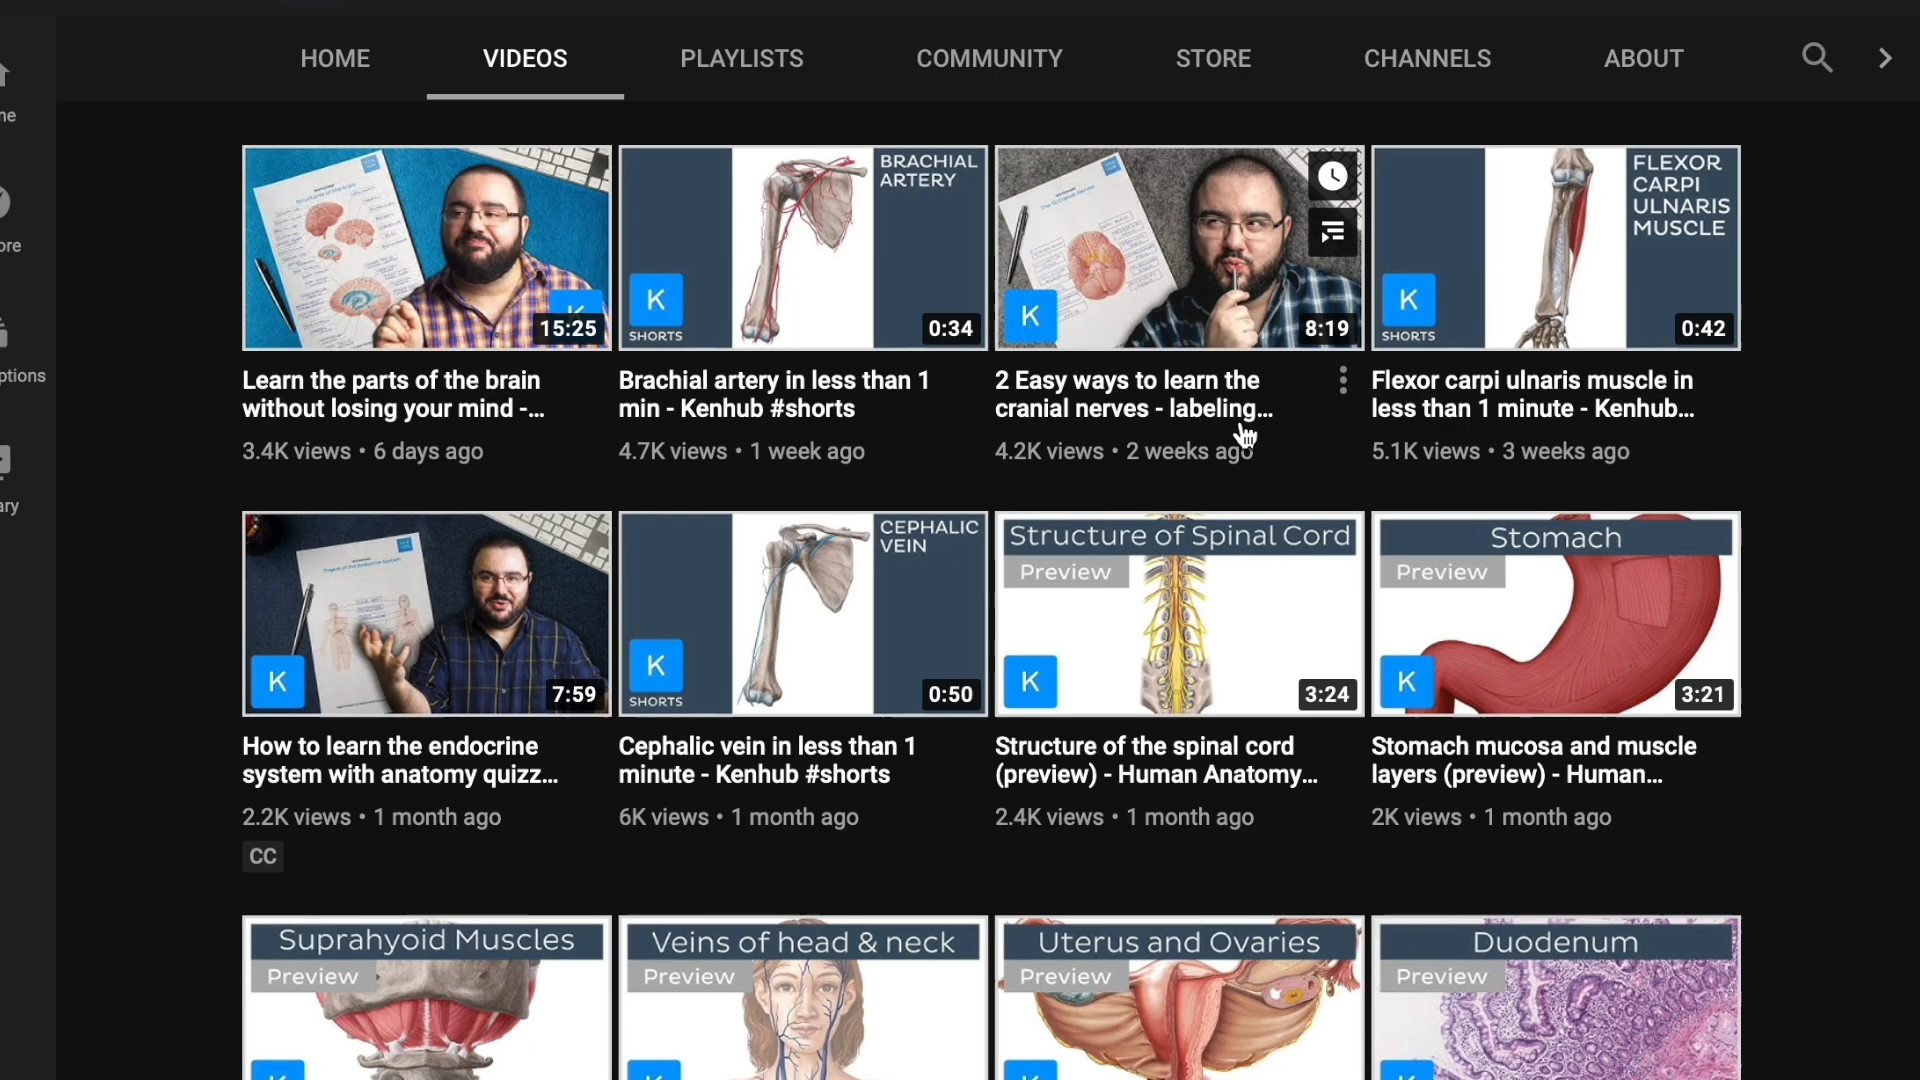 HOME VIDEOS PLAYLISTS COMMUNITY STORE CHANNELS ABOUT
ne
ore
ptions
ary
K
15:25
BRACHIAL
ARTERY
K
SHORTS
0:34
K
8:19
FLEXOR
CARPI
ULNARIS
MUSCLE
K
SHORTS
0:42
Learn the parts of the brain
without losing your mind -...
3.4K views • 6 days ago
Brachial artery in less than 1
min - Kenhub #shorts
4.7K views • 1 week ago
2 Easy ways to learn the
cranial nerves - labeling...
4.2K views • 2 weeks ago
Flexor carpi ulnaris muscle in
less than 1 minute - Kenhub...
5.1K views • 3 weeks ago
K
7:59
CEPHALIC
VEIN
K
SHORTS
0:50
Structure of Spinal Cord
Preview
K
3:24
Stomach
Preview
K
3:21
How to learn the endocrine
system with anatomy quizz...
2.2K views • 1 month ago
CC
Cephalic vein in less than 1
minute - Kenhub #shorts
6K views • 1 month ago
Structure of the spinal cord
(preview) - Human Anatomy...
2.4K views • 1 month ago
Stomach mucosa and muscle
layers (preview) - Human...
2K views • 1 month ago
Suprahyoid Muscles
Preview
Veins of head & neck
Preview
Uterus and Ovaries
Preview
Duodenum
Preview